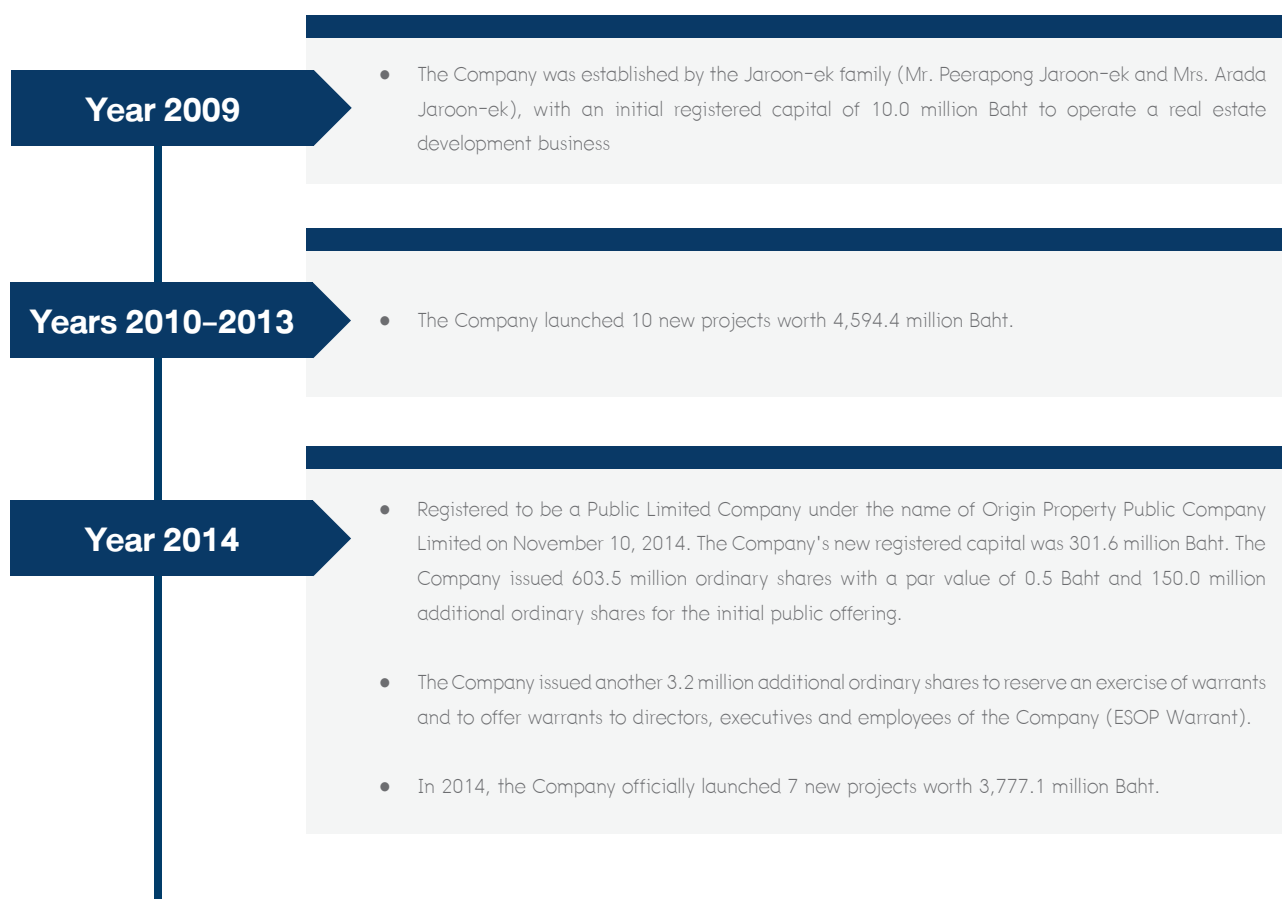 Year 2009
● The Company was established by the Jaroon-ek family (Mr. Peerapong Jaroon-ek and Mrs. Arada
Jaroon-ek), with an initial registered capital of 10.0 million Baht to operate a real estate
development business
Years 2010–2013
● The Company launched 10 new projects worth 4,594.4 million Baht.
Year 2014
● Registered to be a Public Limited Company under the name of Origin Property Public Company
Limited on November 10, 2014. The Company's new registered capital was 301.6 million Baht. The
Company issued 603.5 million ordinary shares with a par value of 0.5 Baht and 150.0 million
additional ordinary shares for the initial public offering.
● The Company issued another 3.2 million additional ordinary shares to reserve an exercise of warrants
and to offer warrants to directors, executives and employees of the Company (ESOP Warrant).
● In 2014, the Company officially launched 7 new projects worth 3,777.1 million Baht.